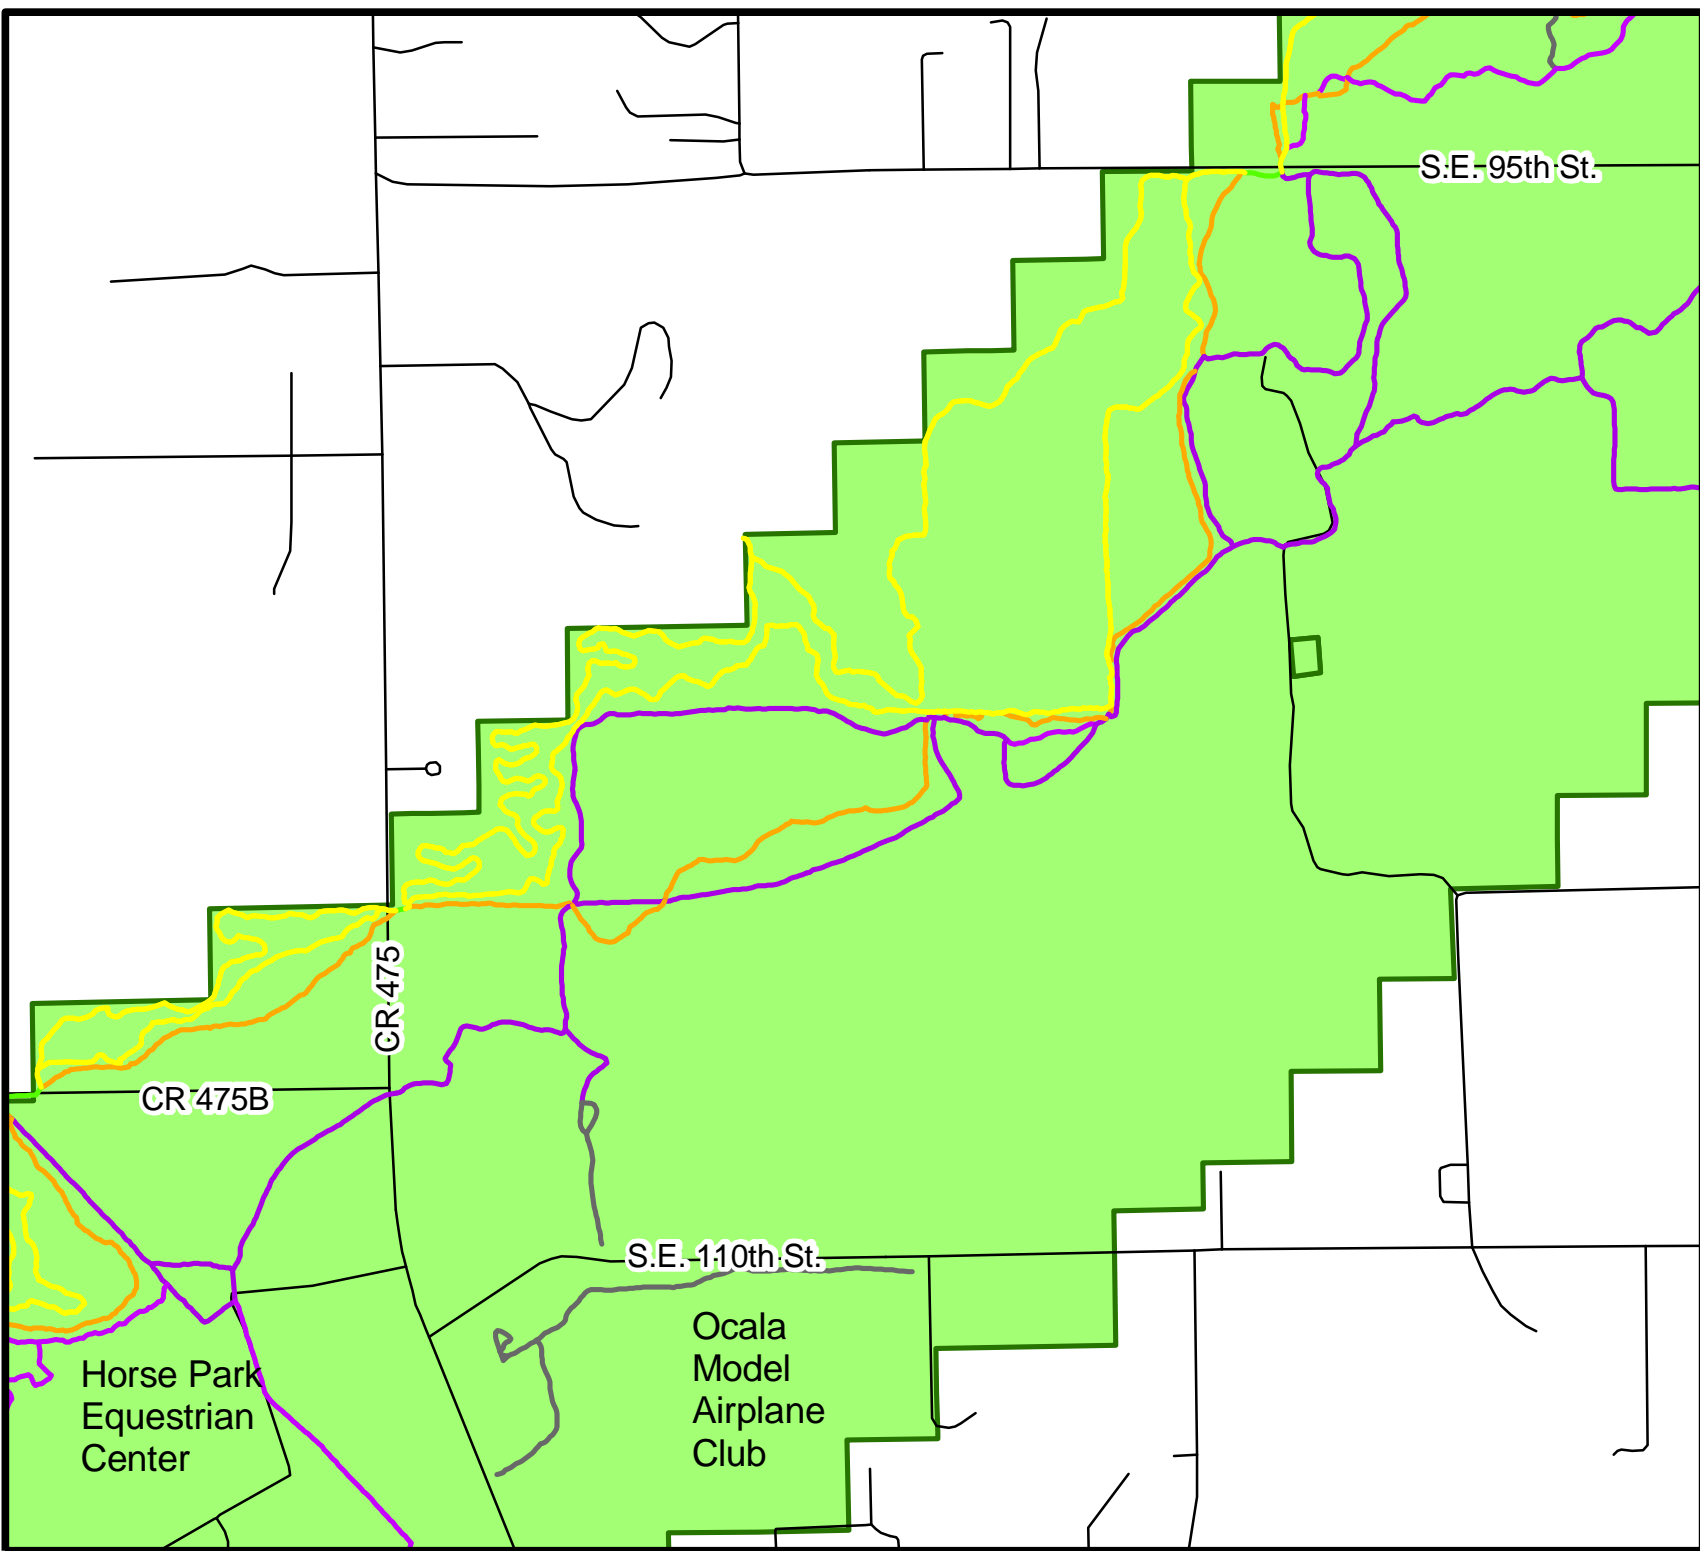 S.E. 95th St.
CR 475
CR 475B
S.E. 110th St.
Ocala
Model
Airplane
Club
Horse Park
Equestrian
Center